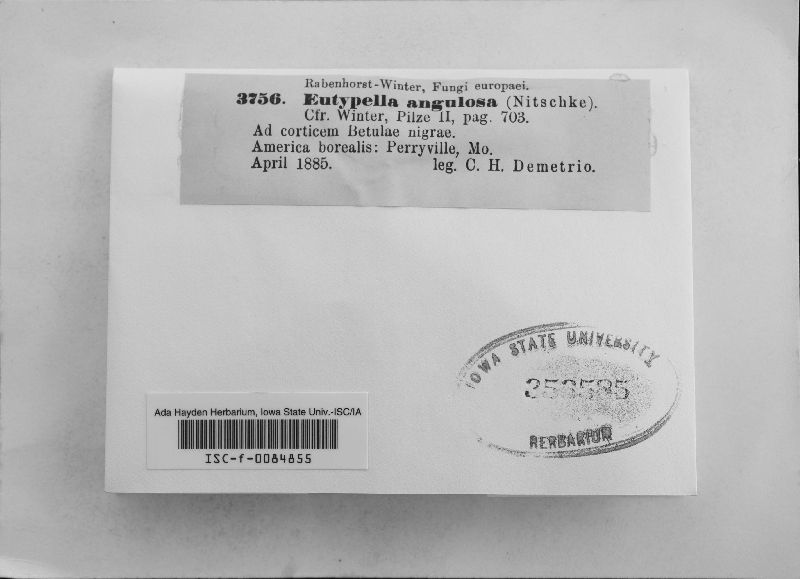 Rabenhorst-Winter, Fungi europaei.
3756. Eutypella angulosa (Nitschke).
Cfr. Winter, Pilze II, pag. 703.
Ad corticem Betulae nigrae.
America borealis: Perryville, Mo.
April 1885. leg. C. H. Demetrio.
IOWA STATE UNIVERSITY
353585
HERBARIUM
Ada Hayden Herbarium, Iowa State Univ.-ISC/IA
ISC-f-0084855